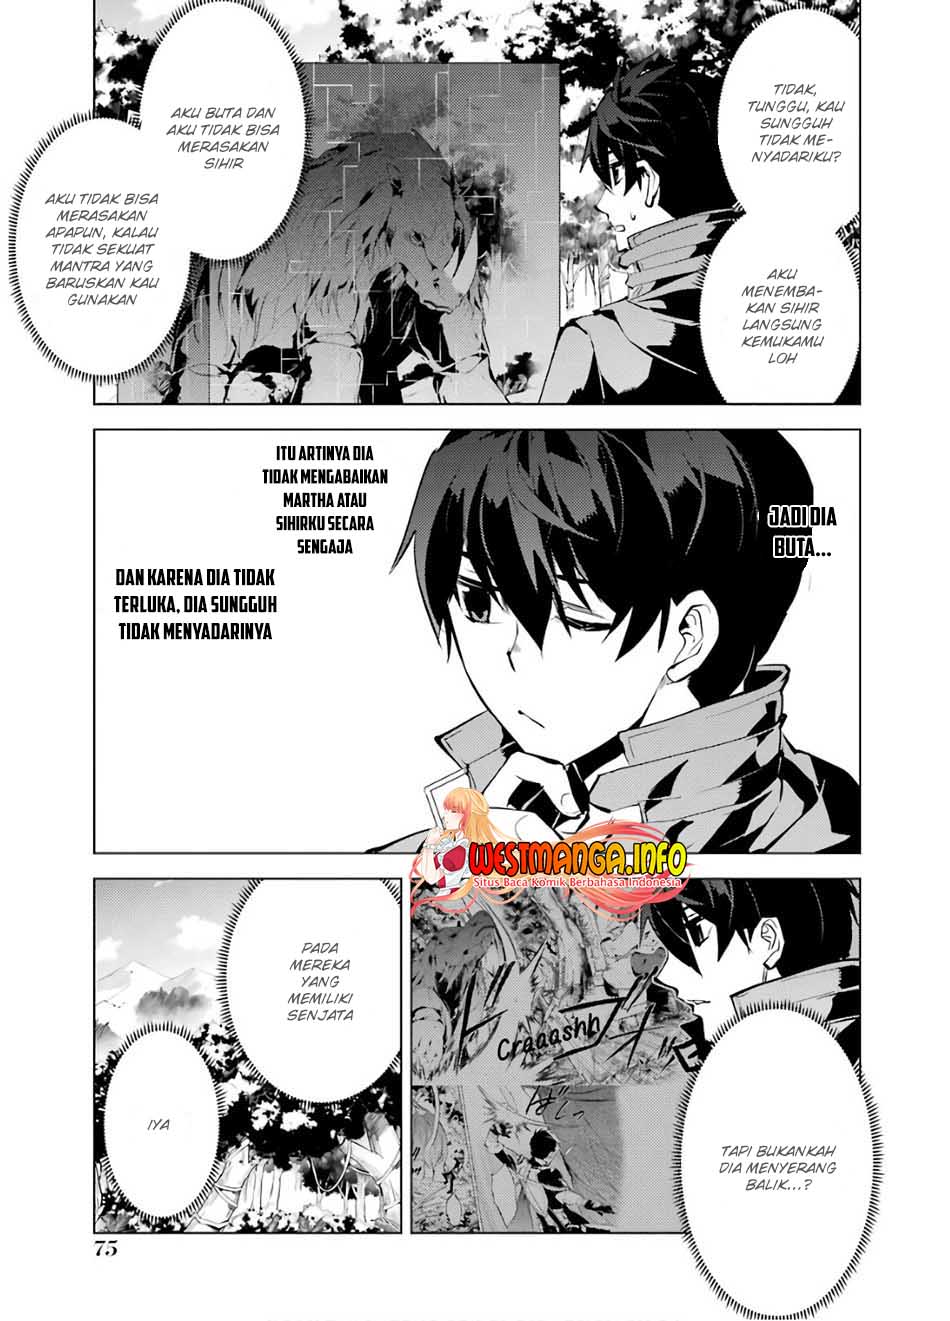 TIDAK,
TUNGGU, KAU
SUNGGUH
TIDAK ME-
NYADARIKU?
AKU
MENEMBA-
KAN SIHIR
LANGSUNG
KEMUKAMU
LOH
AKU BUTA DAN
AKU TIDAK BISA
MERASAKAN
SIHIR
AKU TIDAK BISA
MERASAKAN
APAPUN, KALAU
TIDAK SEKUAT
MANTRA YANG
BARUSKAN KAU
GUNAKAN
JADI DIA
BUTA...
ITU ARTINYA DIA
TIDAK MENGABAIKAN
MARTHA ATAU
SIHIRKU SECARA
SENGAJA
DAN KARENA DIA TIDAK
TERLUKA, DIA SUNGGUH
TIDAK MENYADARINYA
WESTMANGA.INFO
Situs Baca Komik Berbahasa Indonesia
Craaashh
TAPI BUKANKAH
DIA MENYERANG
BALIK...?
PADA
MEREKA
YANG
MEMILIKI
SENJATA
IYA
75